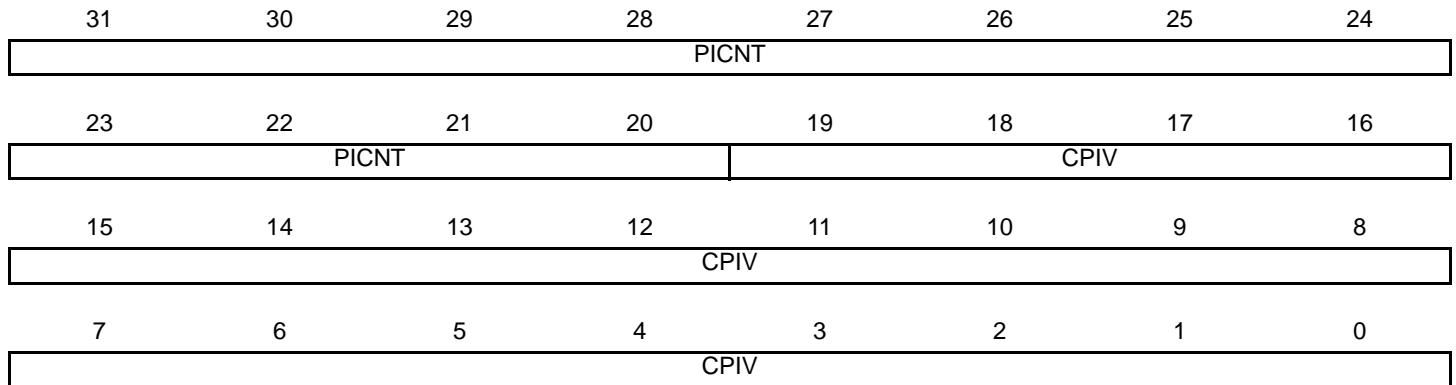 31 30 29 28 27 26 25 24
PICNT
23 22 21 20 19 18 17 16
PICNT CPIV
15 14 13 12 11 10 9 8
CPIV
7 6 5 4 3 2 1 0
CPIV